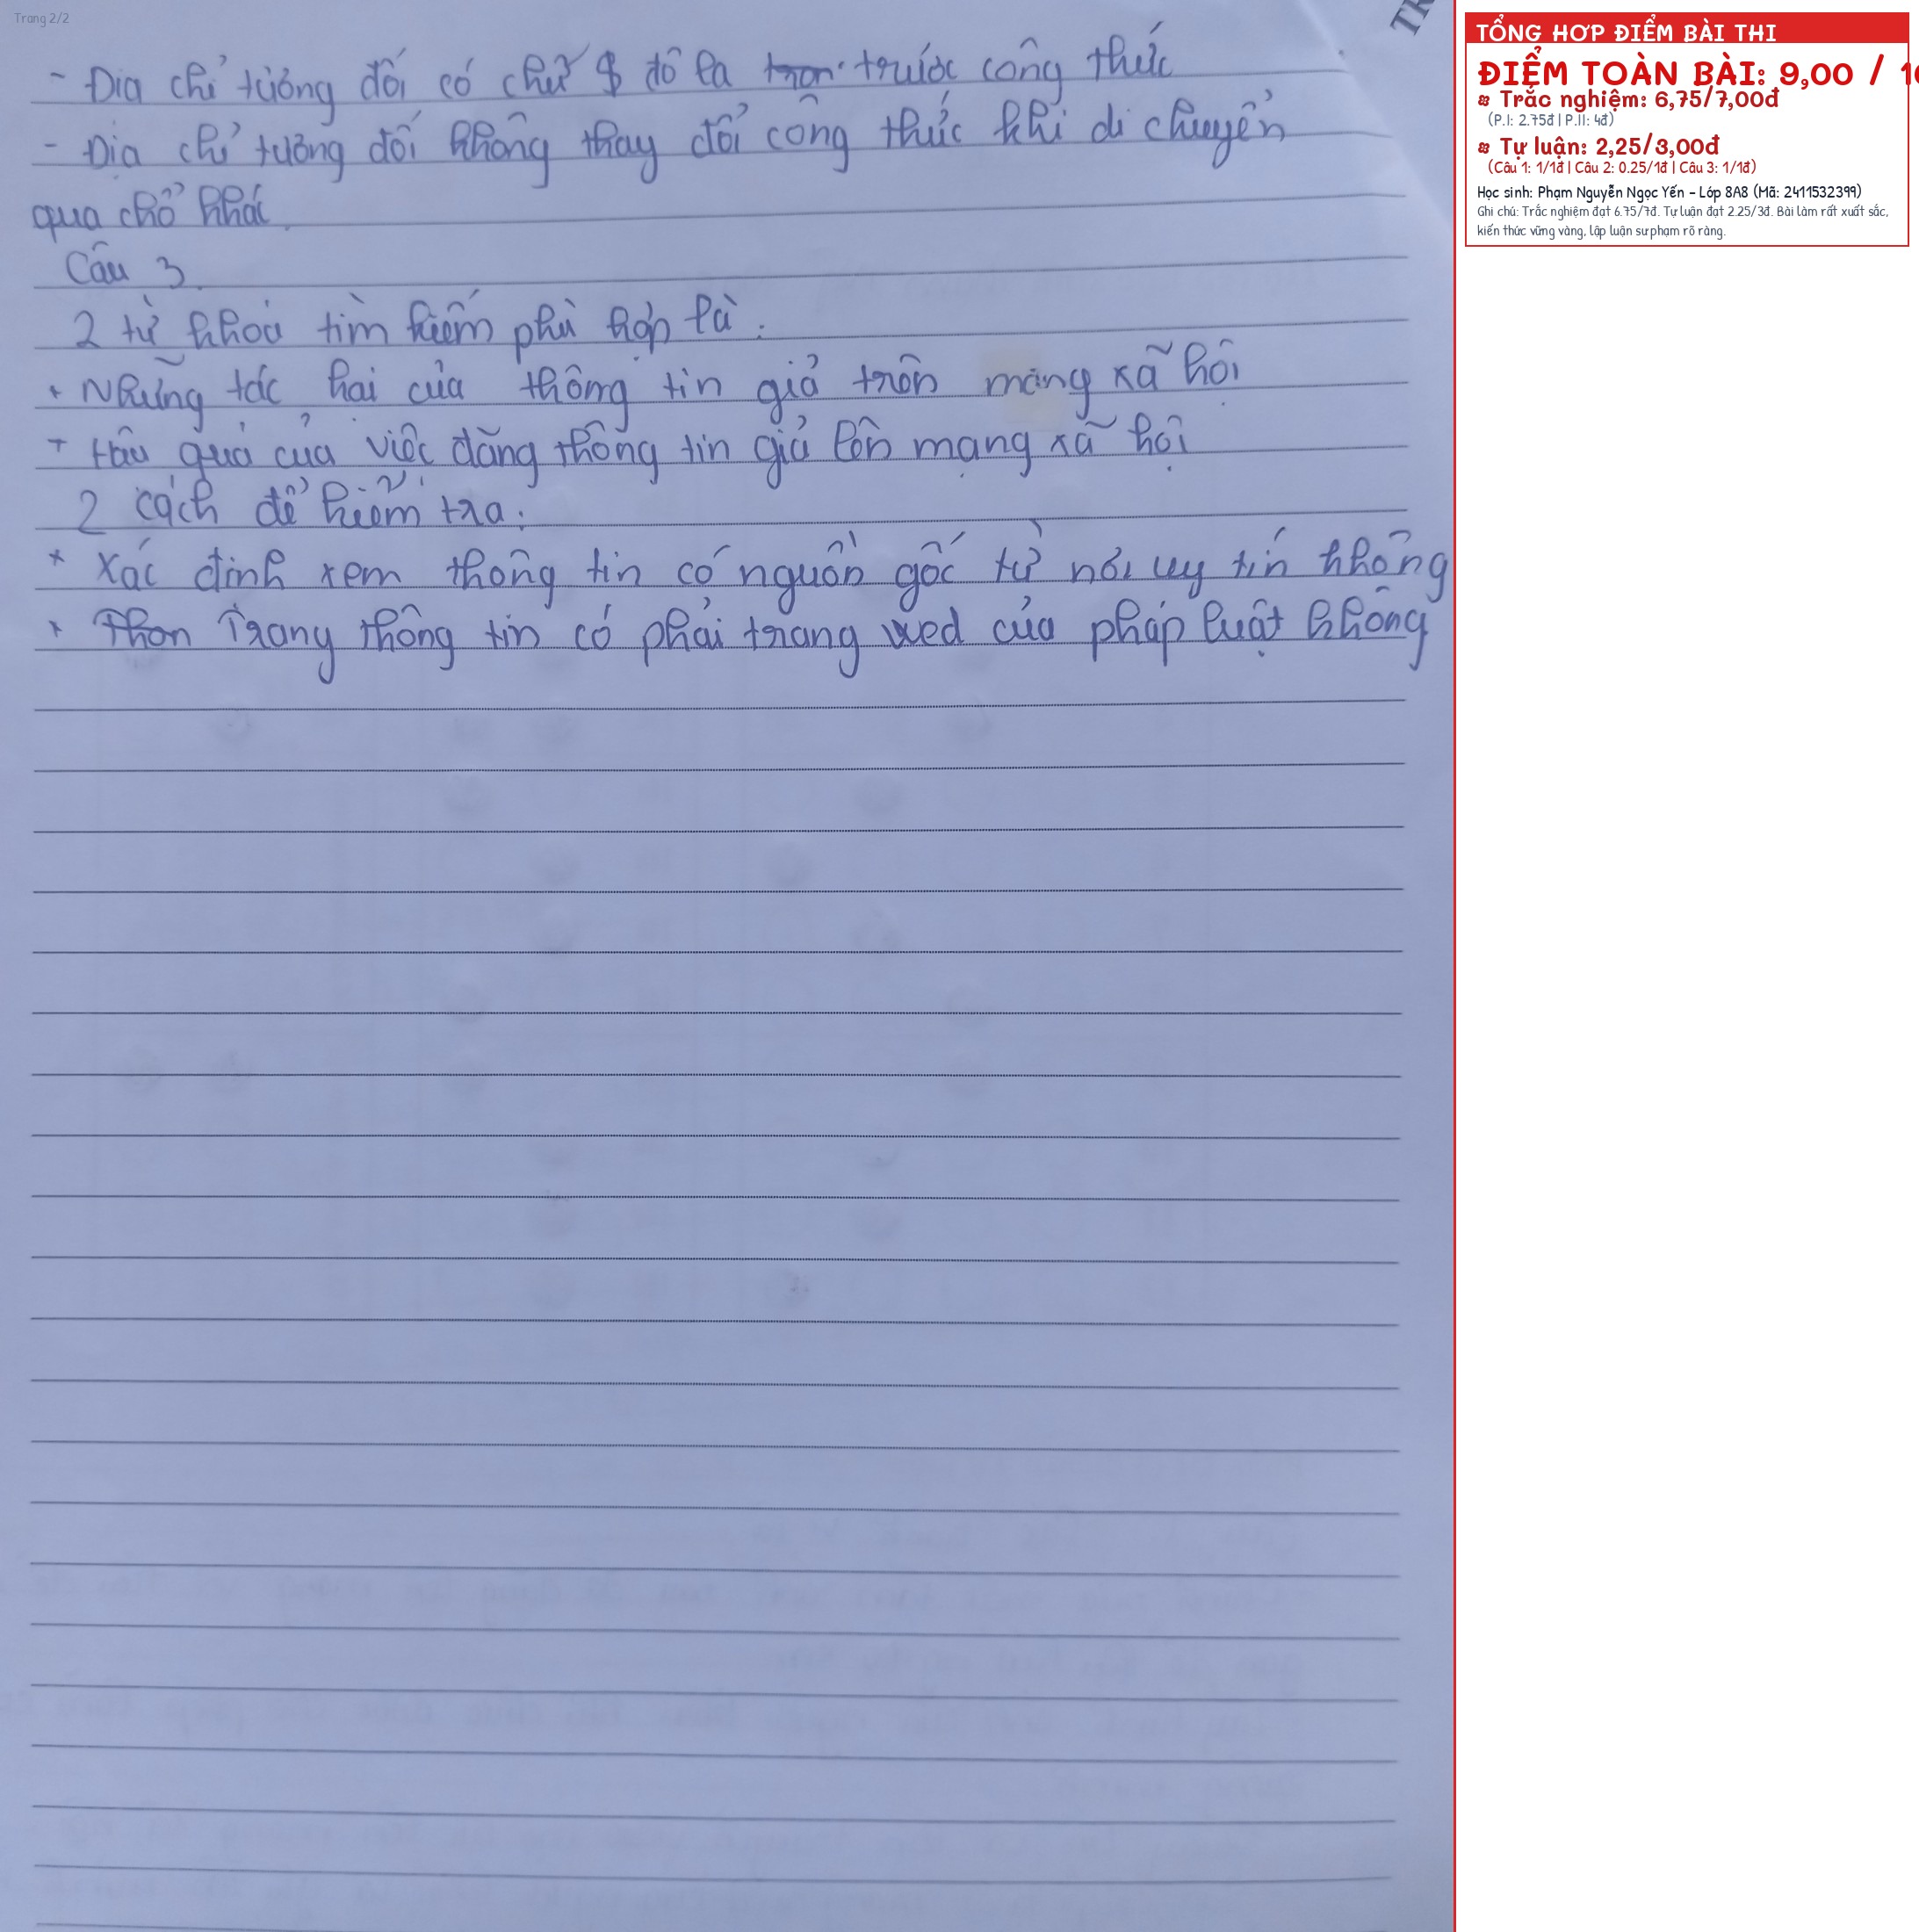 Trang 2/2
TR
- Địa chỉ tương đối có chữ $ đô la tron trước công thức
- Địa chỉ tương đối không thay đổi công thức khi di chuyển
qua chỗ khác.
Câu 3.
2 từ khoá tìm kiếm phù hợp là:
+ Những tác hại của thông tin giả trên mạng xã hội
+ Hậu quả của việc đăng thông tin giả lên mạng xã hội
2 cách để kiểm tra:
* Xác định xem thông tin có nguồn gốc từ nơi uy tín không
* Than Trang thông tin có phải trang wed của pháp luật không
TỔNG HỢP ĐIỂM BÀI THI
ĐIỂM TOÀN BÀI: 9,00 / 10
Trắc nghiệm: 6,75/7,00đ
(P.I: 2.75đ | P.II: 4đ)
Tự luận: 2,25/3,00đ
(Câu 1: 1/1đ | Câu 2: 0.25/1đ | Câu 3: 1/1đ)
Học sinh: Phạm Nguyễn Ngọc Yến - Lớp 8A8 (Mã: 2411532399)
Ghi chú: Trắc nghiệm đạt 6.75/7đ. Tự luận đạt 2.25/3đ. Bài làm rất xuất sắc,
kiến thức vững vàng, lập luận sư phạm rõ ràng.